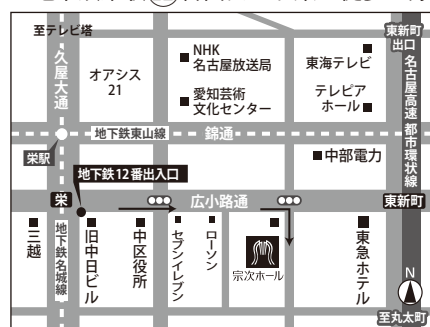 至テレビ塔
東新町
出口
久屋大通
オアシス
21
NHK
名古屋放送局
愛知芸術
文化センター
東海テレビ
テレピア
ホール
名古屋高速 都市環状線
地下鉄東山線
錦通
栄駅
中部電力
地下鉄12番出入口
栄
広小路通
東新町
三越
地下鉄名城線
旧中日ビル
中区役所
セブンイレブン
ローソン
宗次ホール
東急ホテル
N
至丸太町